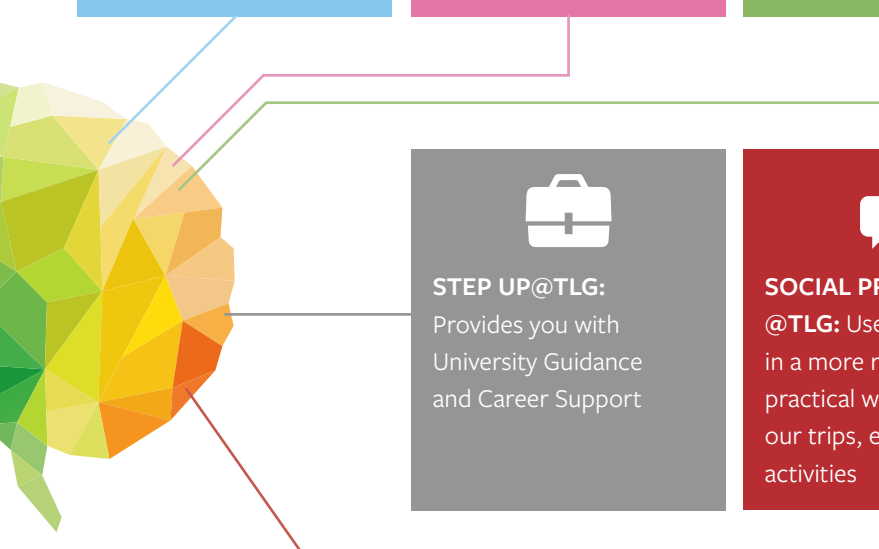 STEP UP@TLG:
Provides you with
University Guidance
and Career Support
SOCIAL
@TLG: Use
in a more
practical
our trips,
activities